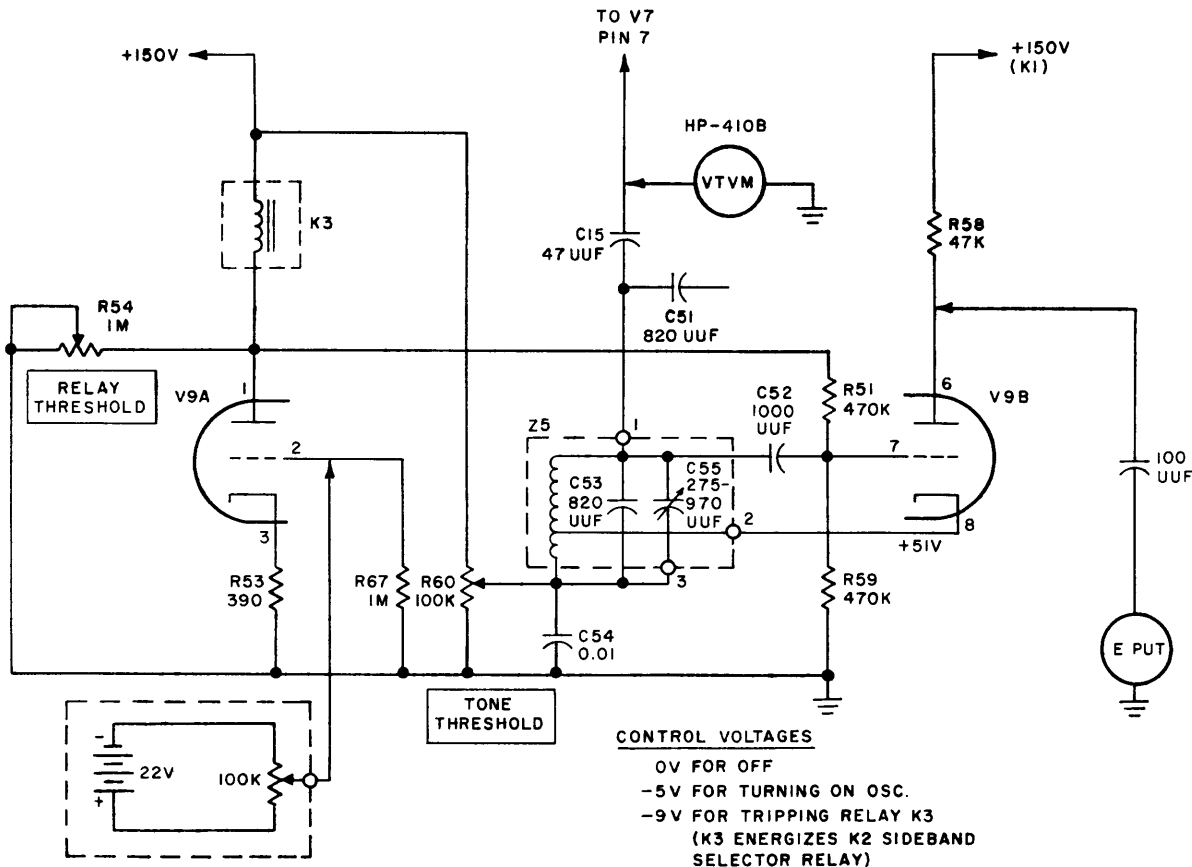 TO V7
PIN 7
+150V
+150V
(K1)
HP-410B
VTVM
K3
C15
47 UUF
R58
47K
R54
1M
C51
820 UUF
RELAY
THRESHOLD
V9A
1
2
3
C52
1000
UUF
R51
470K
6
V9B
7
8
Z5
1
C53
820
UUF
C55
275-
970
UUF
2
3
+51V
100
UUF
R53
390
R67
1M
R60
100K
R59
470K
C54
0.01
E PUT
TONE
THRESHOLD
-
22V
+
100K
CONTROL VOLTAGES
0V FOR OFF
-5V FOR TURNING ON OSC.
-9V FOR TRIPPING RELAY K3
(K3 ENERGIZES K2 SIDEBAND
SELECTOR RELAY)